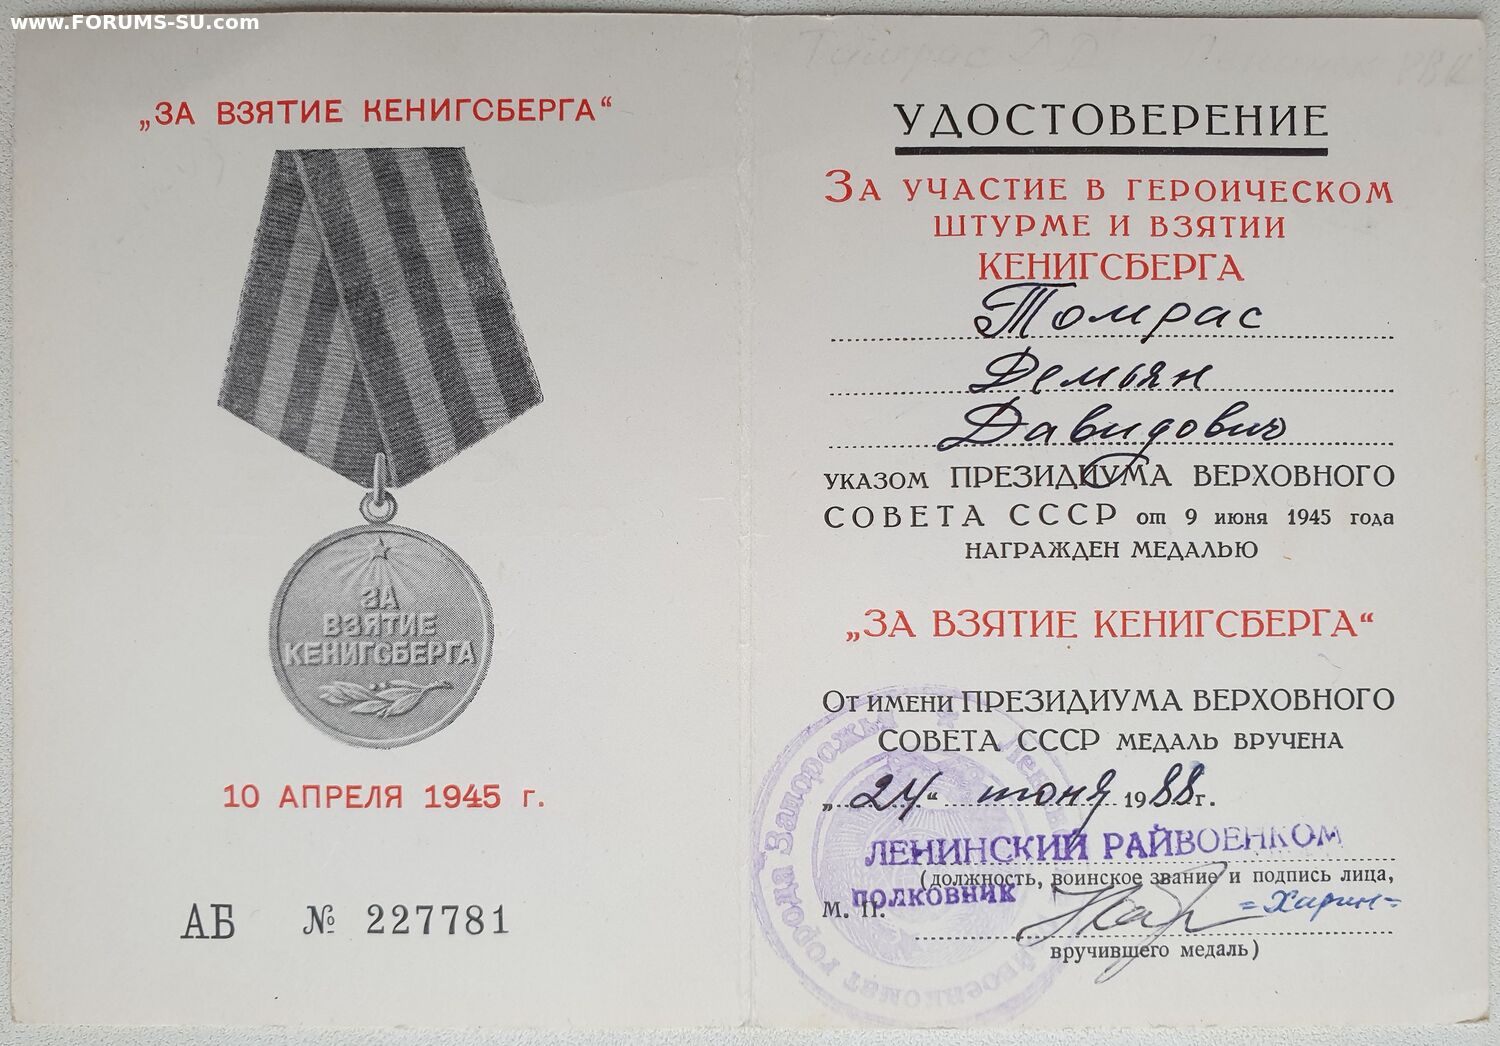 www.FORUMS-SU.com
„ЗА ВЗЯТИЕ КЕНИГСБЕРГА“
ЗА
ВЗЯТИЕ
КЕНИГСБЕРГА
10 АПРЕЛЯ 1945 г.
АБ № 227781
РВК
УДОСТОВЕРЕНИЕ
ЗА УЧАСТИЕ В ГЕРОИЧЕСКОМ
ШТУРМЕ И ВЗЯТИИ
КЕНИГСБЕРГА
Томрас
Демьян
Давидович
УКАЗОМ ПРЕЗИДИУМА ВЕРХОВНОГО
СОВЕТА СССР от 9 июня 1945 года
НАГРАЖДЕН МЕДАЛЬЮ
„ЗА ВЗЯТИЕ КЕНИГСБЕРГА“
ОТ ИМЕНИ ПРЕЗИДИУМА ВЕРХОВНОГО
СОВЕТА СССР МЕДАЛЬ ВРУЧЕНА
„24“ июня 1988 г.
ЛЕНИНСКИЙ РАЙВОЕНКОМ
(должность, воинское звание и подпись лица,
М. П. ПОЛКОВНИК
=Харин=
вручившего медаль)
города Запорожья